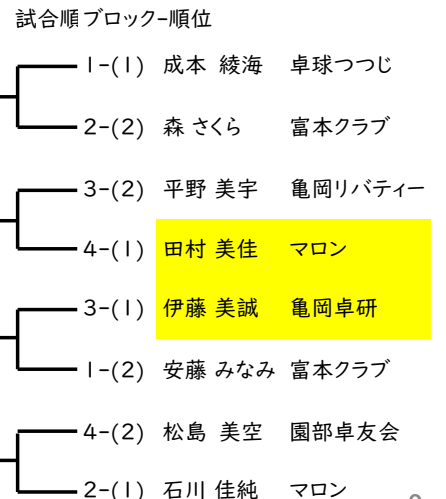 試合順ブロック-順位
1-(1) 成本 綾海 卓球つつじ
2-(2) 森 さくら 富本クラブ
3-(2) 平野 美宇 亀岡リバティー
4-(1) 田村 美佳 マロン
3-(1) 伊藤 美誠 亀岡卓研
1-(2) 安藤 みなみ 富本クラブ
4-(2) 松島 美空 園部卓友会
2-(1) 石川 佳純 マロン